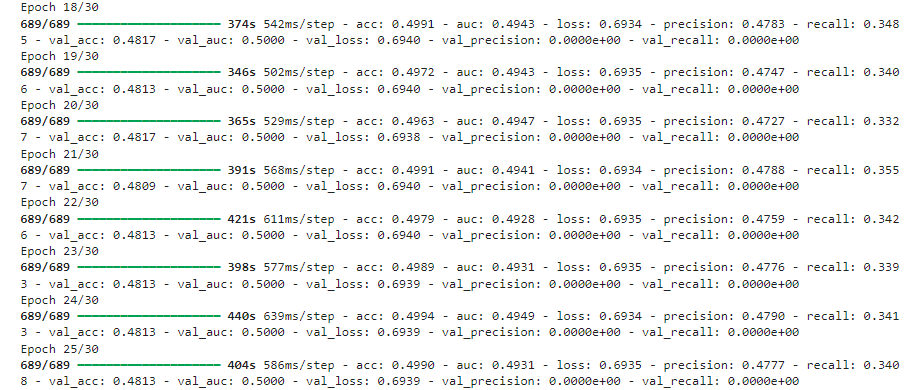 Epoch 18/30
689/689 ━━━━━━━━━━━━━━━━━━━━ 374s 542ms/step - acc: 0.4991 - auc: 0.4943 - loss: 0.6934 - precision: 0.4783 - recall: 0.348
5 - val_acc: 0.4817 - val_auc: 0.5000 - val_loss: 0.6940 - val_precision: 0.0000e+00 - val_recall: 0.0000e+00
Epoch 19/30
689/689 ━━━━━━━━━━━━━━━━━━━━ 346s 502ms/step - acc: 0.4972 - auc: 0.4943 - loss: 0.6935 - precision: 0.4747 - recall: 0.340
6 - val_acc: 0.4813 - val_auc: 0.5000 - val_loss: 0.6940 - val_precision: 0.0000e+00 - val_recall: 0.0000e+00
Epoch 20/30
689/689 ━━━━━━━━━━━━━━━━━━━━ 365s 529ms/step - acc: 0.4963 - auc: 0.4947 - loss: 0.6935 - precision: 0.4727 - recall: 0.332
7 - val_acc: 0.4817 - val_auc: 0.5000 - val_loss: 0.6938 - val_precision: 0.0000e+00 - val_recall: 0.0000e+00
Epoch 21/30
689/689 ━━━━━━━━━━━━━━━━━━━━ 391s 568ms/step - acc: 0.4991 - auc: 0.4941 - loss: 0.6934 - precision: 0.4788 - recall: 0.355
7 - val_acc: 0.4809 - val_auc: 0.5000 - val_loss: 0.6940 - val_precision: 0.0000e+00 - val_recall: 0.0000e+00
Epoch 22/30
689/689 ━━━━━━━━━━━━━━━━━━━━ 421s 611ms/step - acc: 0.4979 - auc: 0.4928 - loss: 0.6935 - precision: 0.4759 - recall: 0.342
6 - val_acc: 0.4813 - val_auc: 0.5000 - val_loss: 0.6940 - val_precision: 0.0000e+00 - val_recall: 0.0000e+00
Epoch 23/30
689/689 ━━━━━━━━━━━━━━━━━━━━ 398s 577ms/step - acc: 0.4989 - auc: 0.4931 - loss: 0.6935 - precision: 0.4776 - recall: 0.339
3 - val_acc: 0.4813 - val_auc: 0.5000 - val_loss: 0.6939 - val_precision: 0.0000e+00 - val_recall: 0.0000e+00
Epoch 24/30
689/689 ━━━━━━━━━━━━━━━━━━━━ 440s 639ms/step - acc: 0.4994 - auc: 0.4949 - loss: 0.6934 - precision: 0.4790 - recall: 0.341
3 - val_acc: 0.4813 - val_auc: 0.5000 - val_loss: 0.6939 - val_precision: 0.0000e+00 - val_recall: 0.0000e+00
Epoch 25/30
689/689 ━━━━━━━━━━━━━━━━━━━━ 404s 586ms/step - acc: 0.4990 - auc: 0.4931 - loss: 0.6935 - precision: 0.4777 - recall: 0.340
8 - val_acc: 0.4813 - val_auc: 0.5000 - val_loss: 0.6939 - val_precision: 0.0000e+00 - val_recall: 0.0000e+00